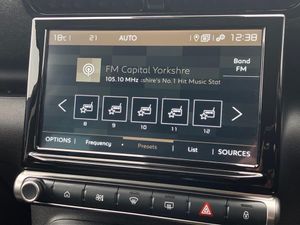 18°C 21 AUTO 12:38
FM Capital Yorkshire
105.10 MHz :shire's No.1 Hit Music Stat
Band
FM
8 9 10 11 12
OPTIONS Frequency Presets List SOURCES